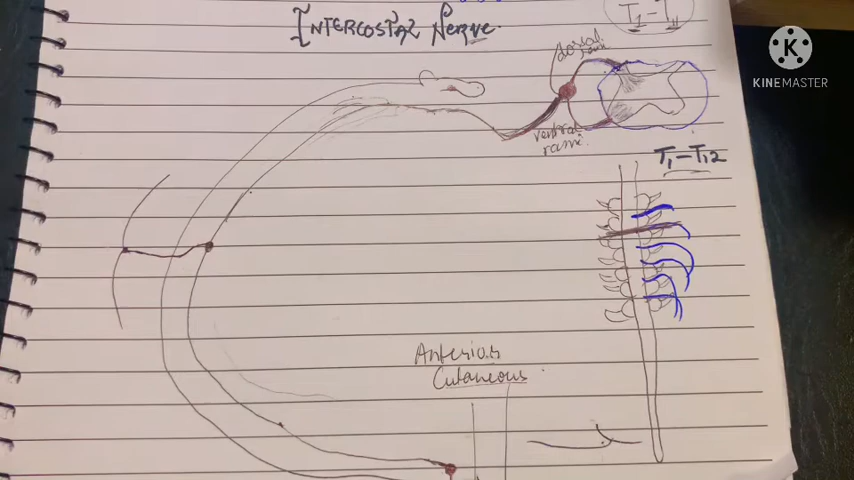 INTERCOSTAL Nerve.
T1 - T11
dorsal
rami
ventral
rami.
T1-T12
Anterior
Cutaneous
K
KINEMASTER